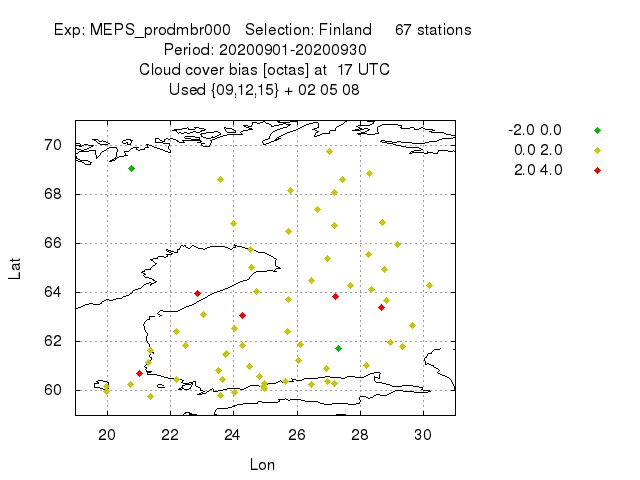 Exp: MEPS_prodmbr000 Selection: Finland 67 stations
Period: 20200901-20200930
Cloud cover bias [octas] at 17 UTC
Used {09,12,15} + 02 05 08
-2.0 0.0
0.0 2.0
2.0 4.0
70
68
66
64
62
60
Lat
20 22 24 26 28 30
Lon